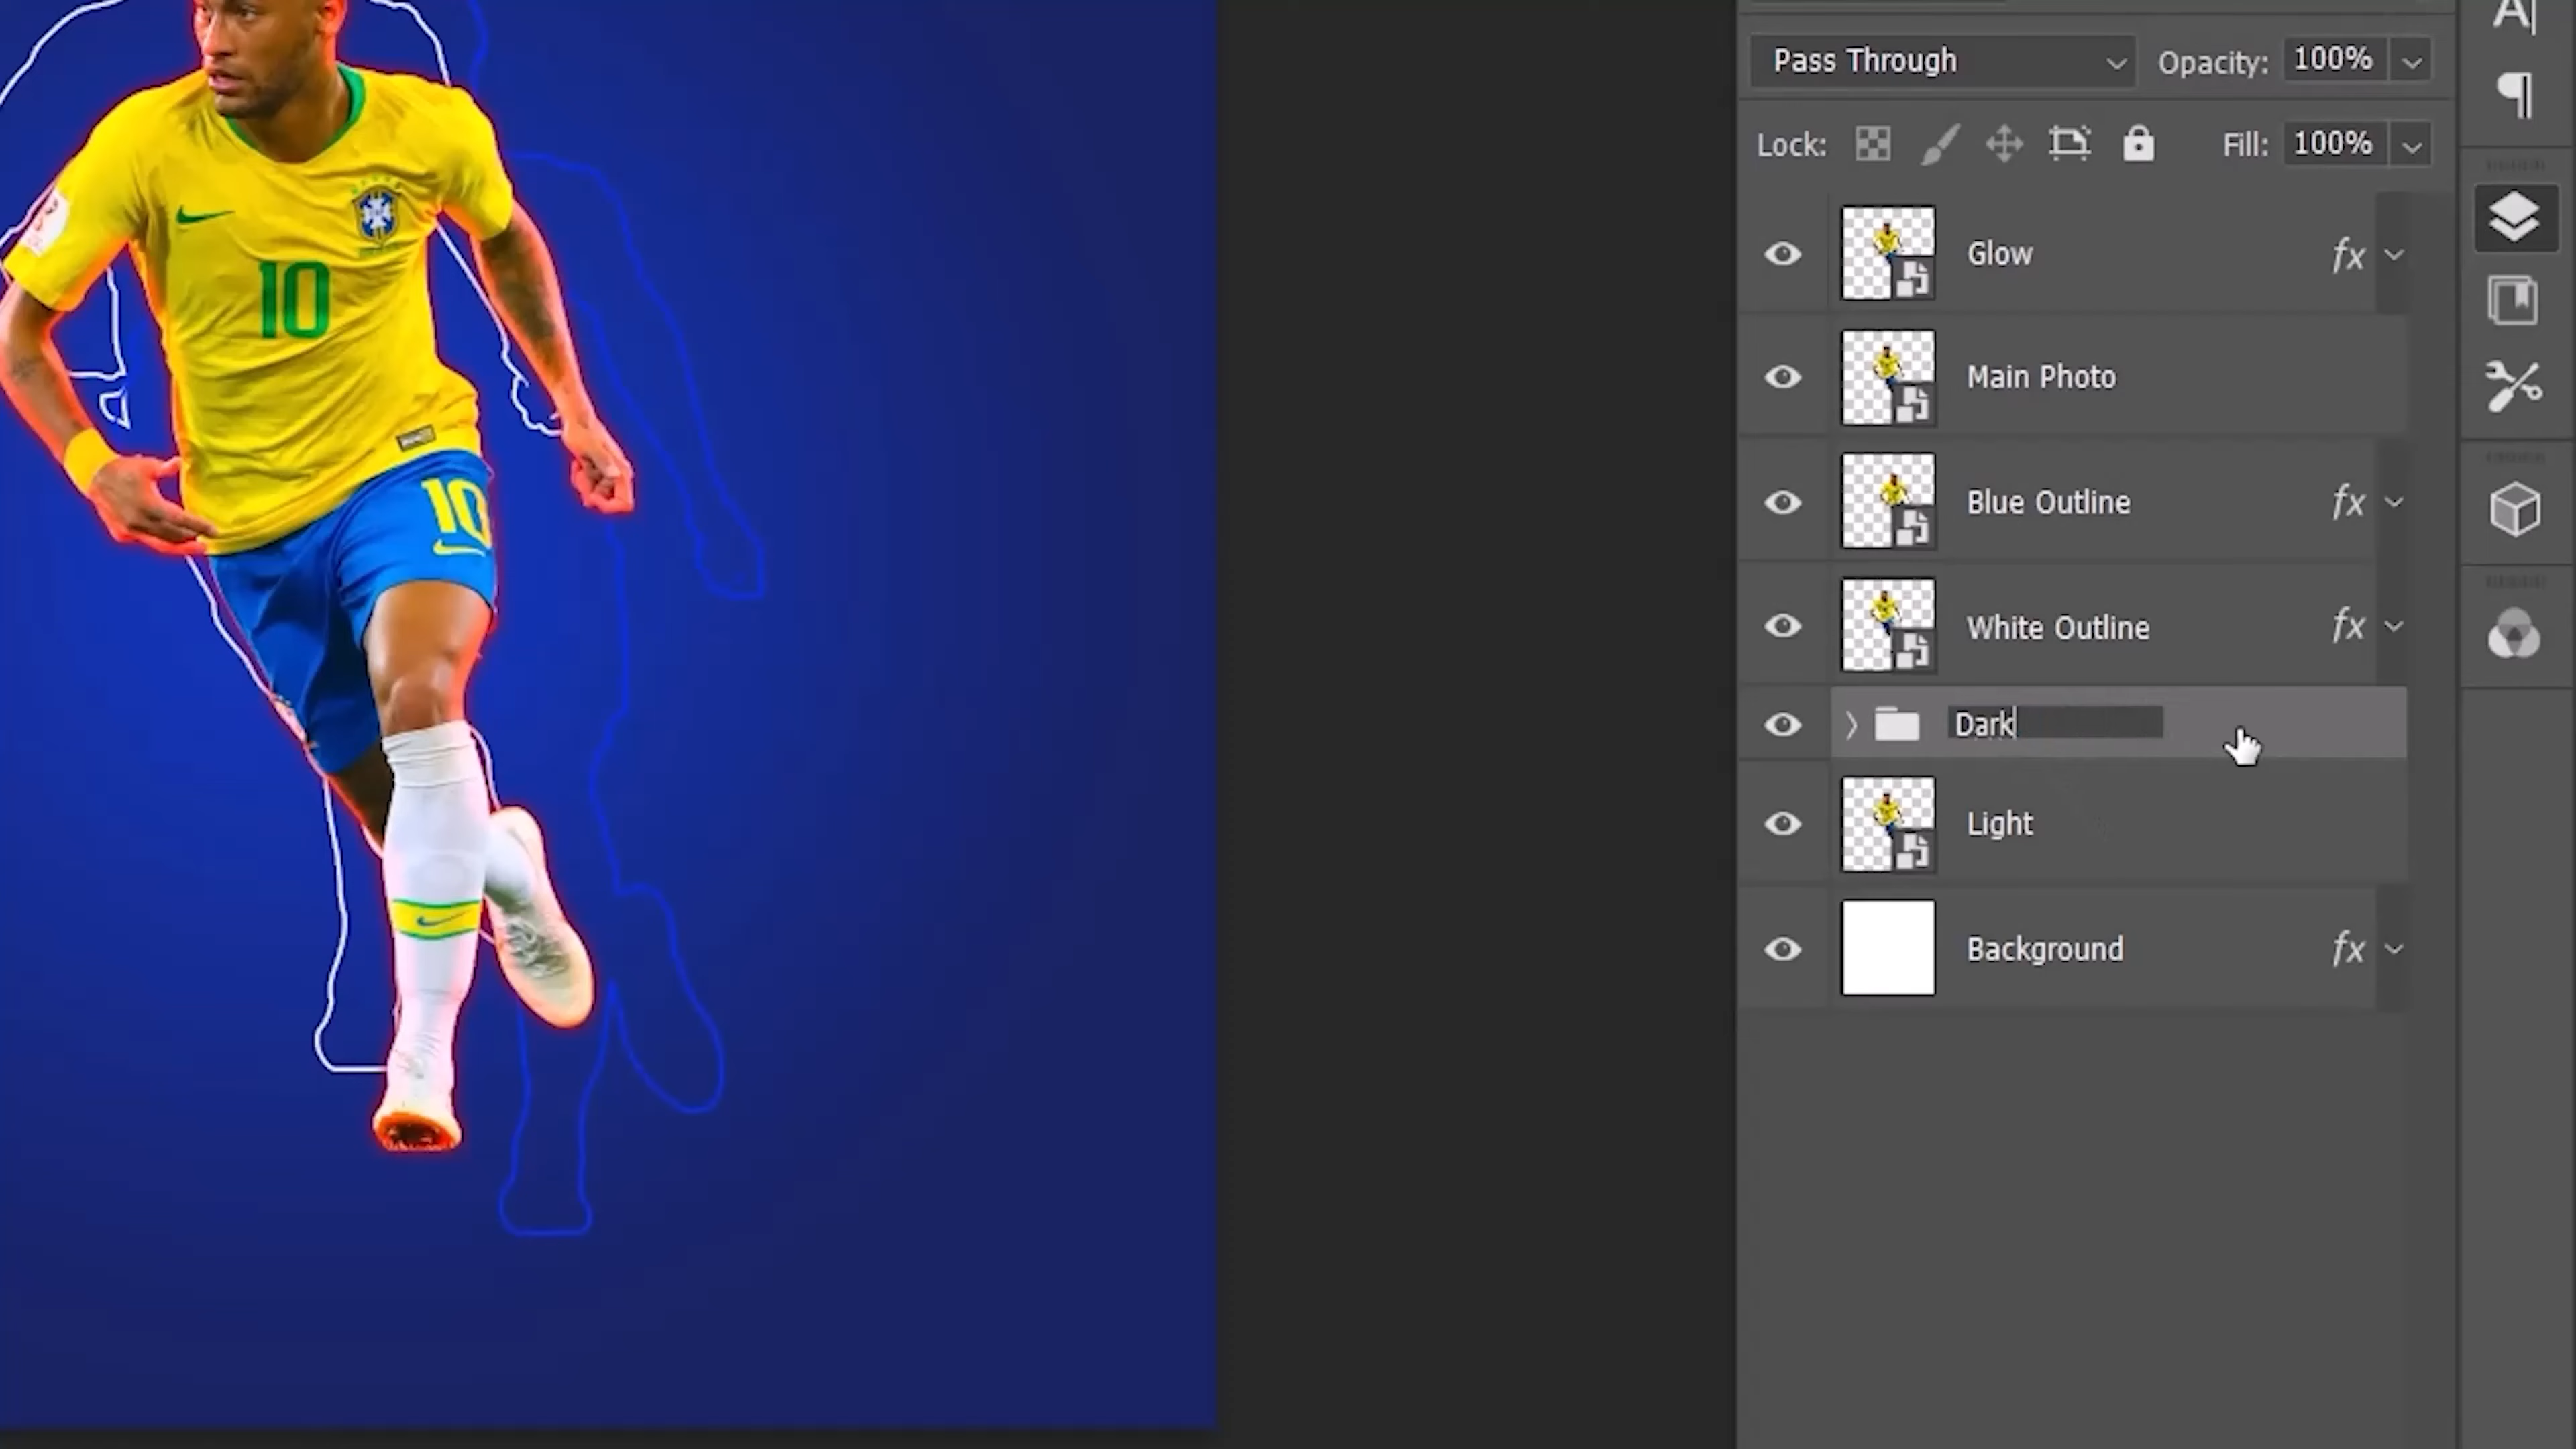 Pass Through Opacity: 100%
Lock: Fill: 100%
Glow fx
Main Photo
Blue Outline fx
White Outline fx
Dark
Light
Background fx
10
10